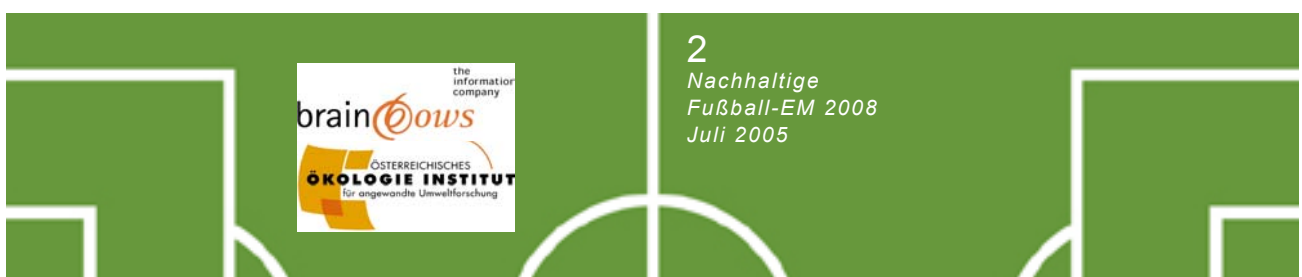 the
information
company
brainbows
ÖSTERREICHISCHES
ÖKOLOGIE INSTITUT
für angewandte Umweltforschung
2
Nachhaltige
Fußball-EM 2008
Juli 2005